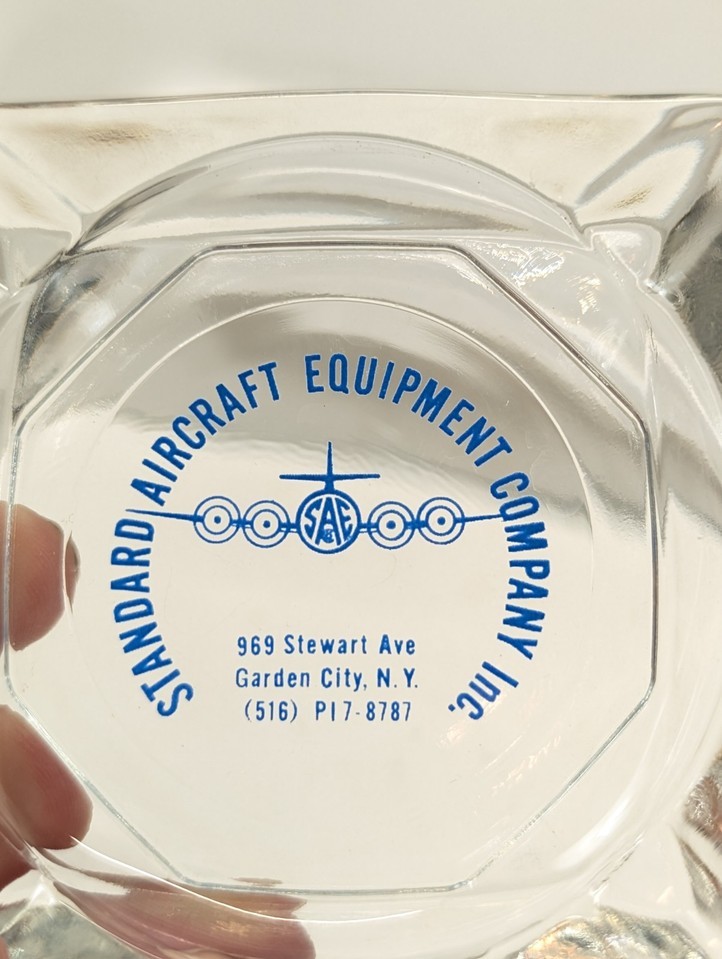 STANDARD AIRCRAFT EQUIPMENT COMPANY Inc.
SAE
969 Stewart Ave
Garden City, N.Y.
(516) PI7-8787